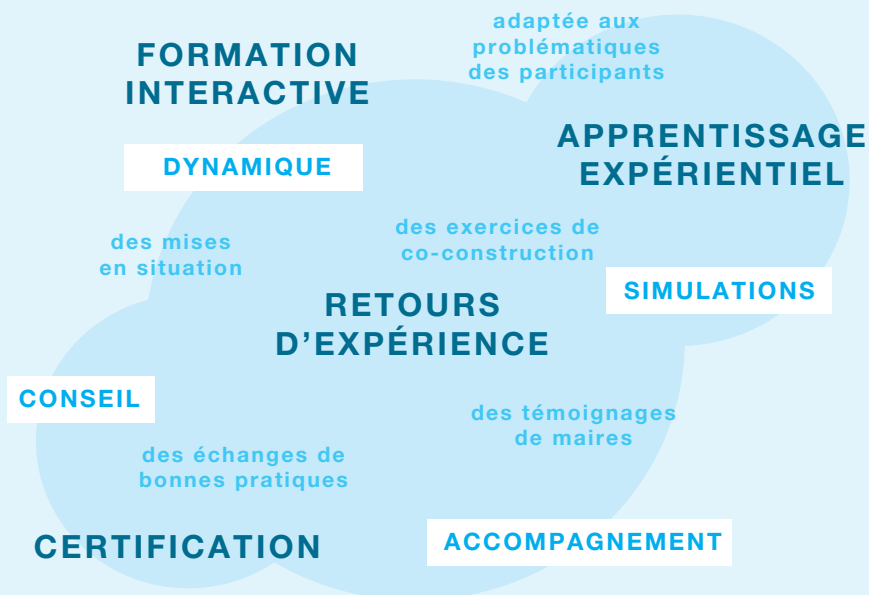 adaptée aux
problématiques
des participants
FORMATION
INTERACTIVE
APPRENTISSAGE
EXPÉRIENTIEL
DYNAMIQUE
des mises
en situation
des exercices de
co-construction
SIMULATIONS
RETOURS
D'EXPÉRIENCE
CONSEIL
des témoignages
de maires
des échanges de
bonnes pratiques
CERTIFICATION
ACCOMPAGNEMENT